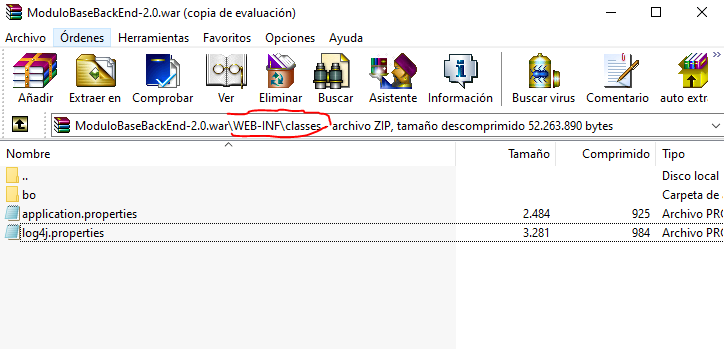 ModuloBaseBackEnd-2.0.war (copia de evaluación)
Archivo Órdenes Herramientas Favoritos Opciones Ayuda
Añadir Extraer en Comprobar Ver Eliminar Buscar Asistente Información Buscar virus Comentario auto extra
ModuloBaseBackEnd-2.0.war\WEB-INF\classes - archivo ZIP, tamaño descomprimido 52.263.890 bytes
Nombre Tamaño Comprimido Tipo
.. Disco local
bo Carpeta de a
application.properties 2.484 925 Archivo PRO
log4j.properties 3.281 984 Archivo PRO